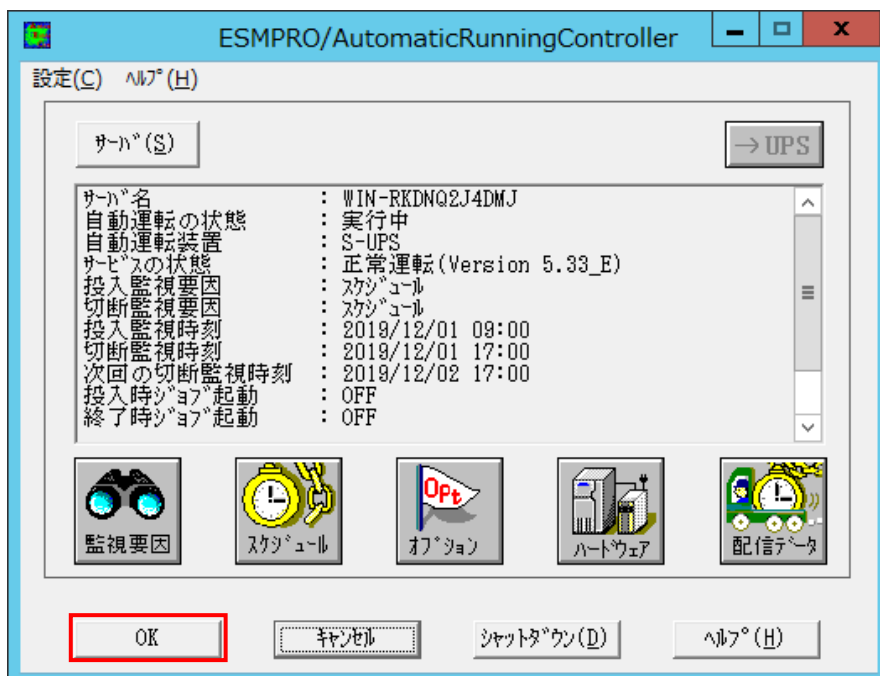 ESMPRO/AutomaticRunningController
設定(C) ﾍﾙﾌﾟ(H)
ｻｰﾊﾞ(S)
→UPS
ｻｰﾊﾞ名 : WIN-RKDNQ2J4DMJ
自動運転の状態 : 実行中
自動運転装置 : S-UPS
ｻｰﾋﾞｽの状態 : 正常運転(Version 5.33_E)
投入監視要因 : ｽｹｼﾞｭｰﾙ
切断監視要因 : ｽｹｼﾞｭｰﾙ
投入監視時刻 : 2019/12/01 09:00
切断監視時刻 : 2019/12/01 17:00
次回の切断監視時刻 : 2019/12/02 17:00
投入時ｼﾞｮﾌﾞ起動 : OFF
終了時ｼﾞｮﾌﾞ起動 : OFF
Opt
監視要因 ｽｹｼﾞｭｰﾙ ｵﾌﾟｼｮﾝ ﾊｰﾄﾞｳｪｱ 配信ﾃﾞｰﾀ
OK ｷｬﾝｾﾙ ｼｬｯﾄﾀﾞｳﾝ(D) ﾍﾙﾌﾟ(H)